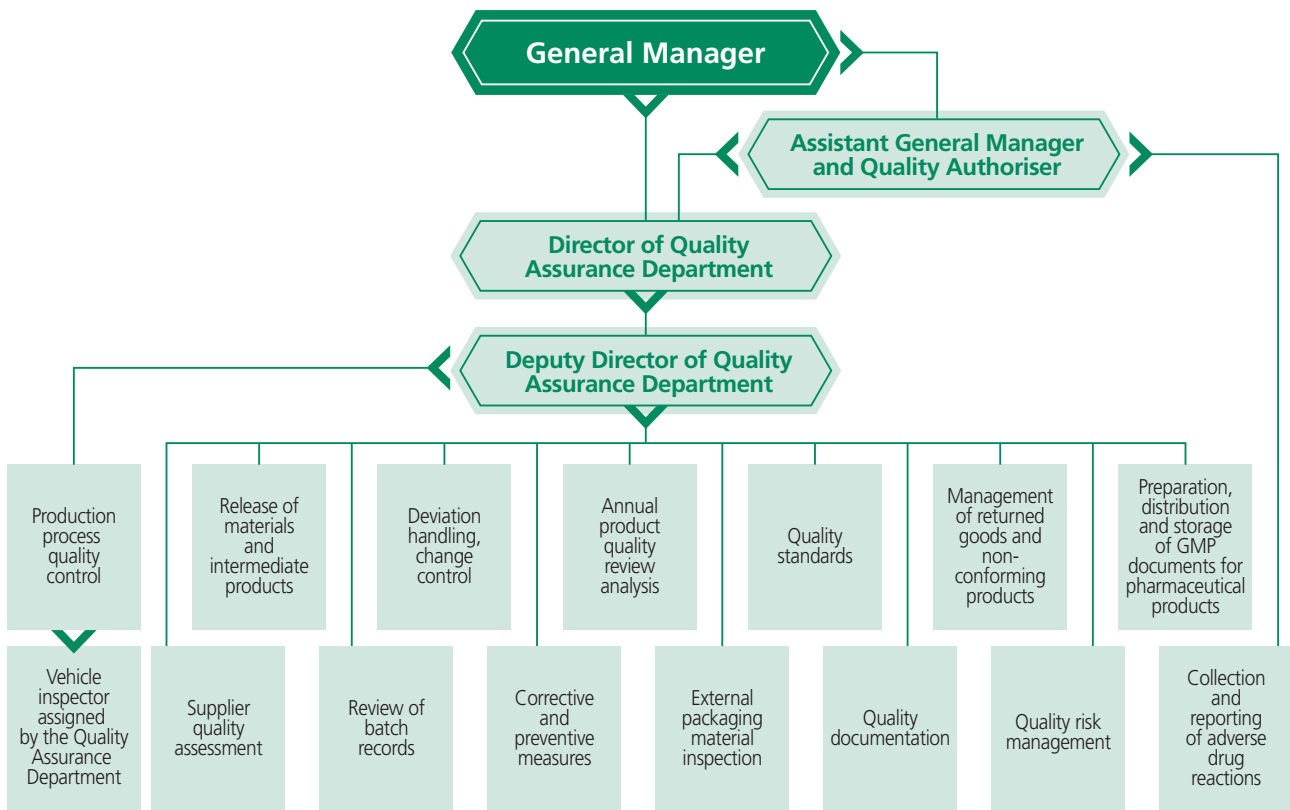 General Manager
Assistant General Manager
and Quality Authoriser
Director of Quality
Assurance Department
Deputy Director of Quality
Assurance Department
Production
process
quality
control
Release of
materials
and
intermediate
products
Deviation
handling,
change
control
Annual
product
quality
review
analysis
Quality
standards
Management
of returned
goods and
non-
conforming
products
Preparation,
distribution
and storage
of GMP
documents for
pharmaceutical
products
Vehicle
inspector
assigned
by the Quality
Assurance
Department
Supplier
quality
assessment
Review of
batch
records
Corrective
and
preventive
measures
External
packaging
material
inspection
Quality
documentation
Quality risk
management
Collection
and
reporting
of adverse
drug
reactions